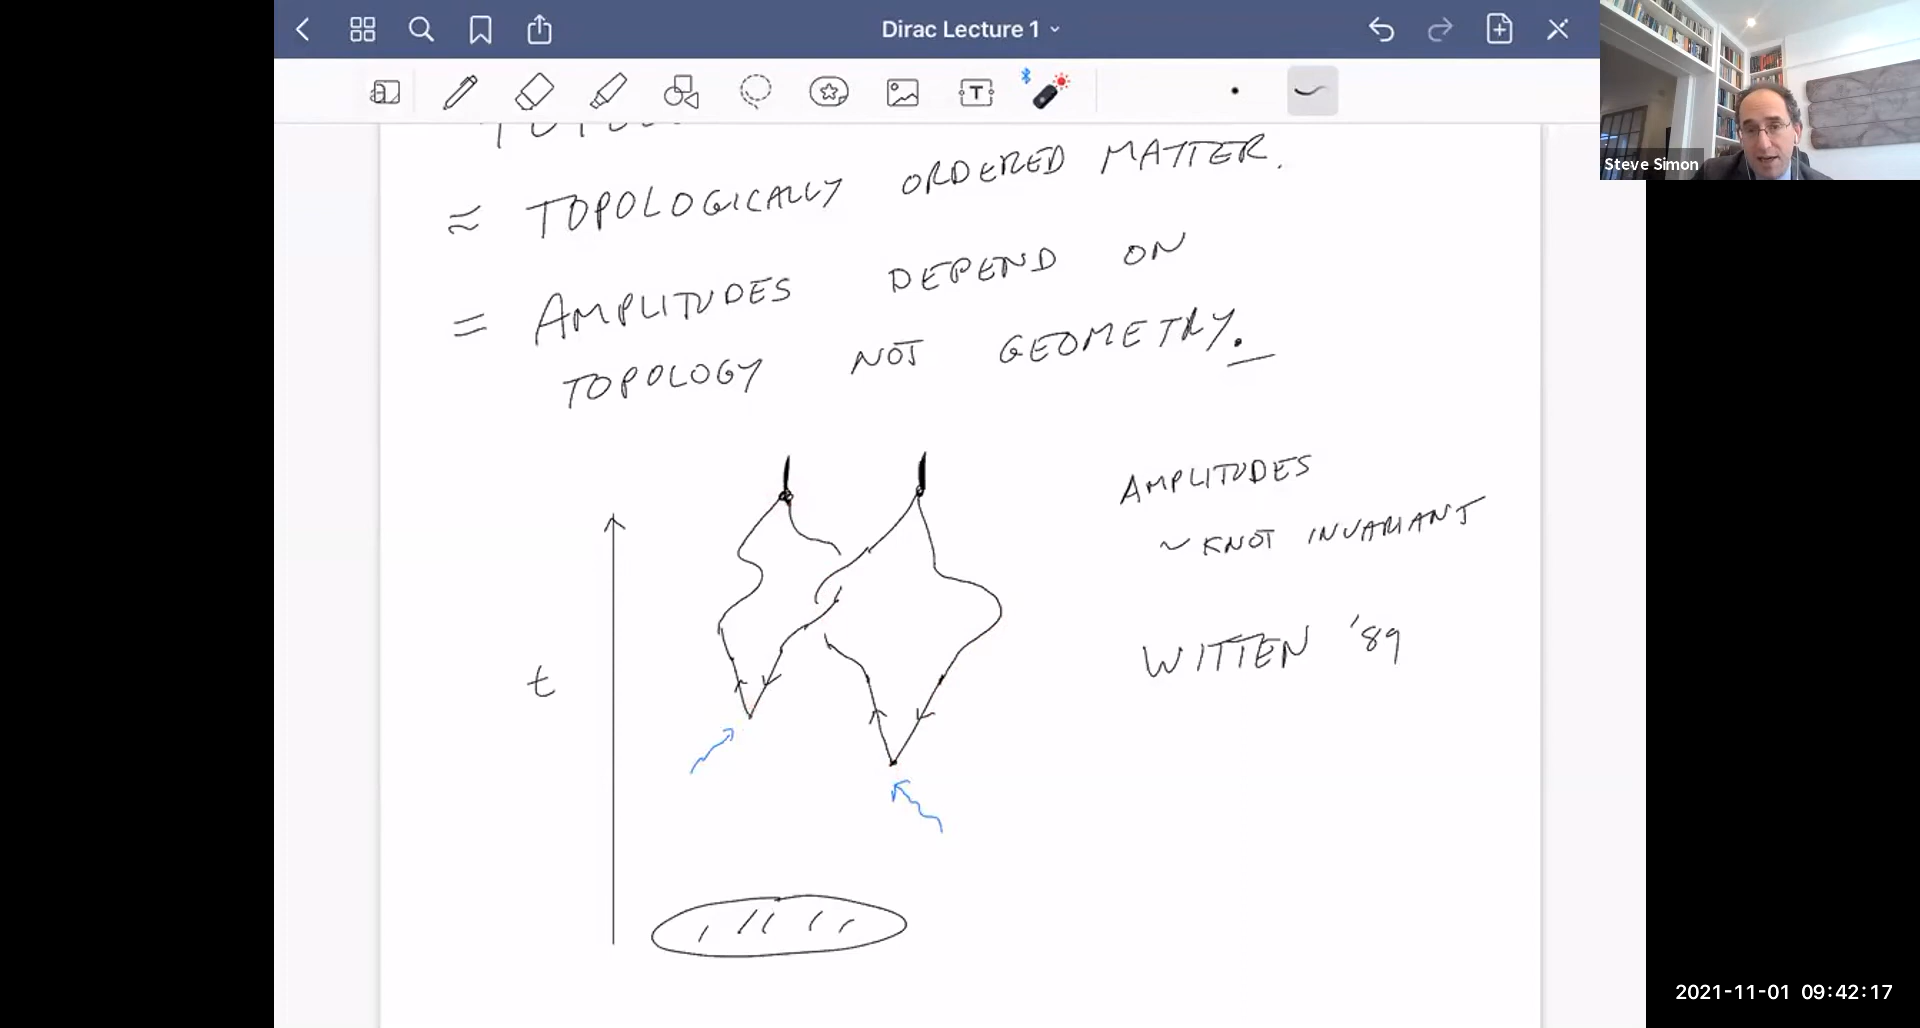 Dirac Lecture 1
T
Steve Simon
≈ TOPOLOGICALLY ORDERED MATTER.
= AMPLITUDES DEPEND ON
TOPOLOGY NOT GEOMETRY.
AMPLITUDES
~ KNOT INVARIANT
WITTEN '89
t
2021-11-01 09:42:17